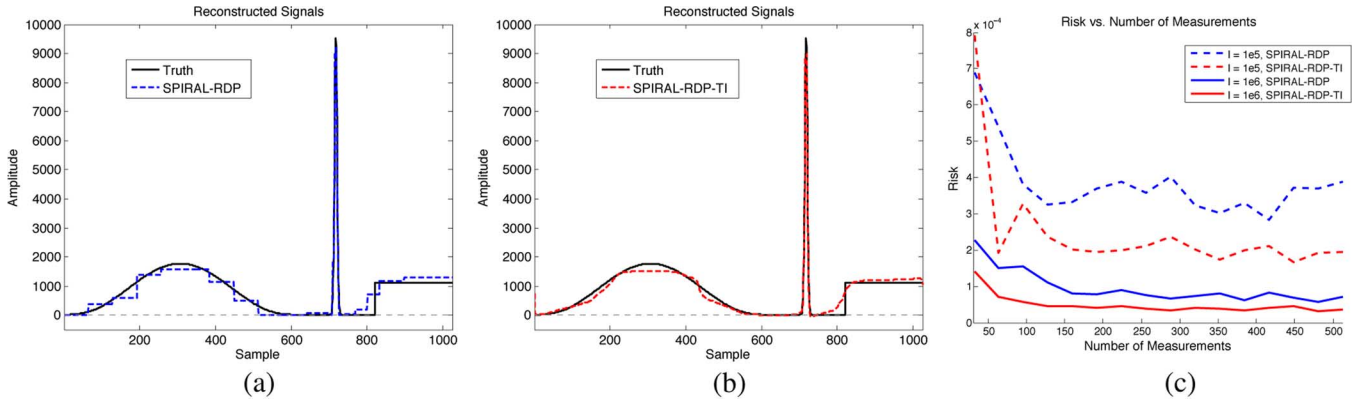 Reconstructed Signals
10000
9000
8000
7000
6000
5000
4000
3000
2000
1000
0
Amplitude
Truth
SPIRAL-RDP
0 200 400 600 800 1000
Sample
(a)
Reconstructed Signals
10000
9000
8000
7000
6000
5000
4000
3000
2000
1000
0
Amplitude
Truth
SPIRAL-RDP-TI
0 200 400 600 800 1000
Sample
(b)
Risk vs. Number of Measurements
8 x 10⁻⁴
7
6
5
4
3
2
1
0
Risk
I = 1e5, SPIRAL-RDP
I = 1e5, SPIRAL-RDP-TI
I = 1e6, SPIRAL-RDP
I = 1e6, SPIRAL-RDP-TI
50 100 150 200 250 300 350 400 450 500
Number of Measurements
(c)